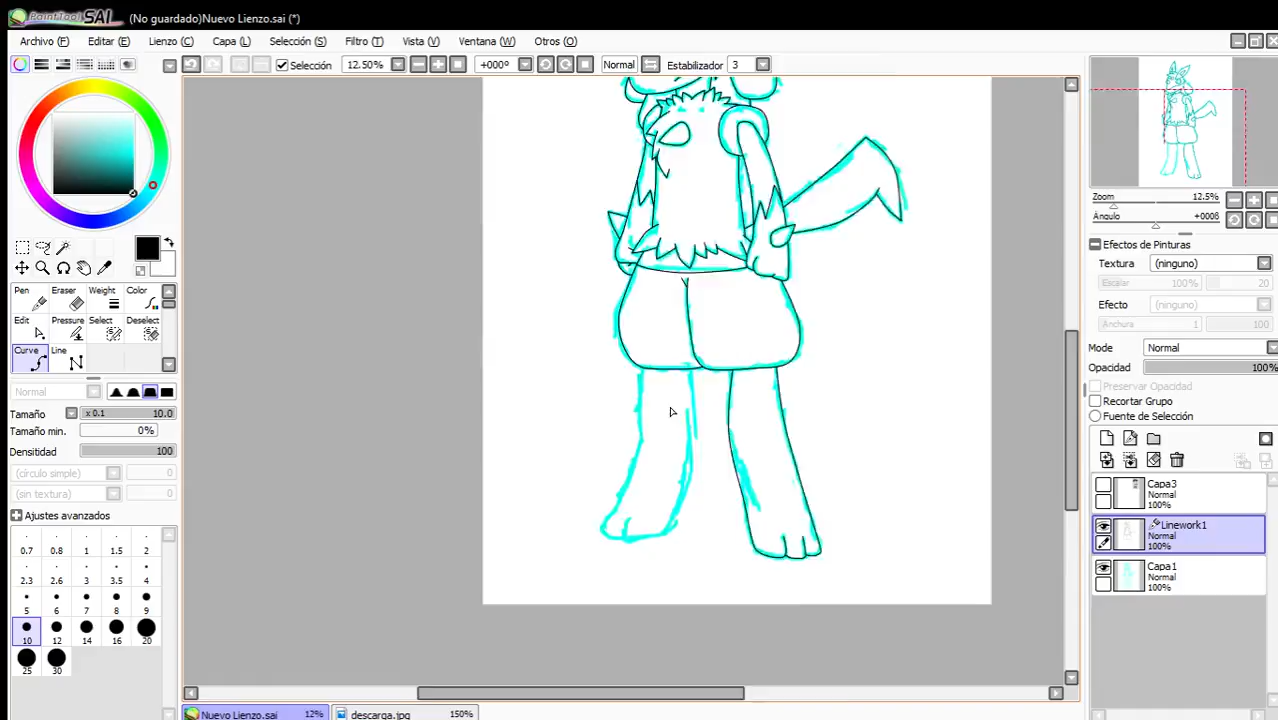 PaintTool SAI (No guardado)Nuevo Lienzo.sai (*)
Archivo (F) Editar (E) Lienzo (C) Capa (L) Selección (S) Filtro (T) Vista (V) Ventana (W) Otros (O)
Selección 12.50% +000º Normal Estabilizador 3
Pen Eraser Weight Color
Edit Pressure Select Deselect
Curve Line
Normal
Tamaño x 0.1 10.0
Tamaño min. 0%
Densitidad 100
(círculo simple) 0
(sin textura) 0
Ajustes avanzados
0.7 0.8 1 1.5 2
2.3 2.6 3 3.5 4
5 6 7 8 9
10 12 14 16 20
25 30
Zoom 12.5%
Ángulo +000ß
Efectos de Pinturas
Textura (ninguno)
Escalar 100% 20
Efecto (ninguno)
Anchura 1 100
Mode Normal
Opacidad 100%
Preservar Opacidad
Recortar Grupo
Fuente de Selección
Capa3
Normal
100%
Linework1
Normal
100%
Capa1
Normal
100%
Nuevo Lienzo.sai 12% descarga.jpg 150%